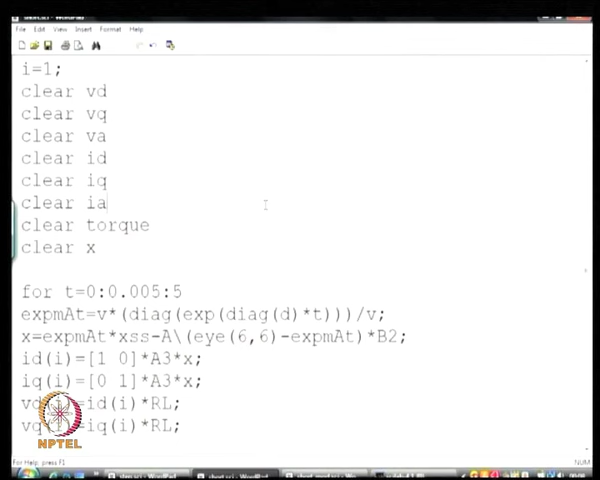 File Edit View Insert Format Help
i=1;
clear vd
clear vq
clear va
clear id
clear iq
clear ia
clear torque
clear x
for t=0:0.005:5
expmAt=v*(diag(exp(diag(d)*t)))/v;
x=expmAt*xss-A\(eye(6,6)-expmAt)*B2;
id(i)=[1 0]*A3*x;
iq(i)=[0 1]*A3*x;
vd(i)=id(i)*RL;
vq(i)=iq(i)*RL;
NPTEL
For Help, press F1
NUM